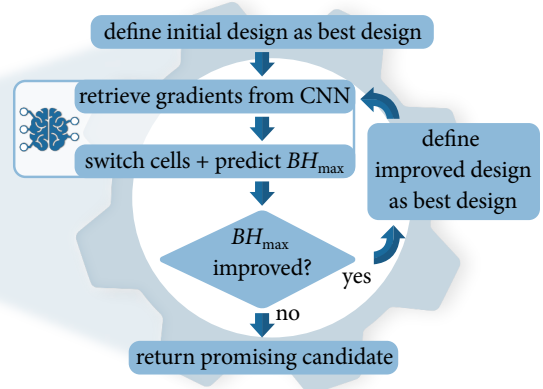 define initial design as best design
retrieve gradients from CNN
switch cells + predict BHmax
define
improved design
as best design
BHmax
improved?
yes
no
return promising candidate